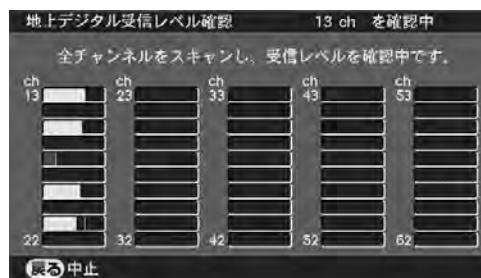 地上デジタル受信レベル確認 13 ch を確認中
全チャンネルをスキャンし、受信レベルを確認中です。
ch ch ch ch ch
13 23 33 43 53
22 32 42 52 62
戻る 中止